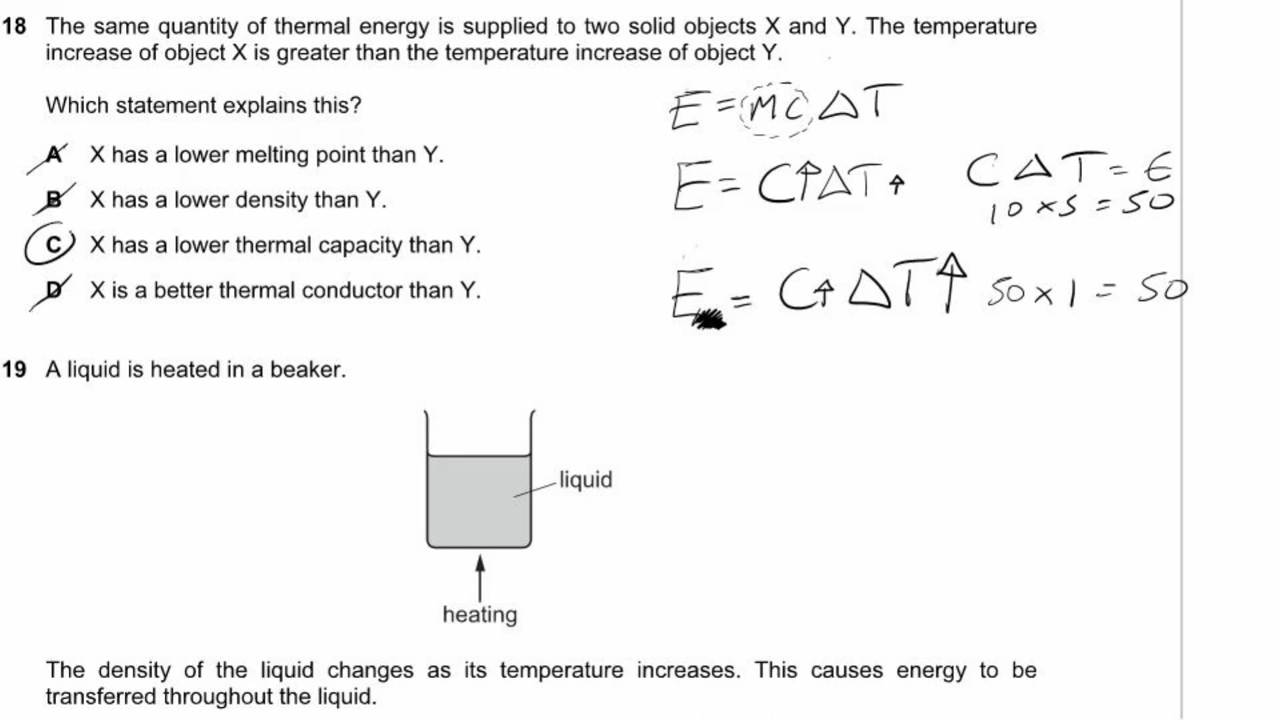 18 The same quantity of thermal energy is supplied to two solid objects X and Y. The temperature
increase of object X is greater than the temperature increase of object Y.
Which statement explains this?
A X has a lower melting point than Y.
B X has a lower density than Y.
C X has a lower thermal capacity than Y.
D X is a better thermal conductor than Y.
E = MC ΔT
E = C↑ΔT↑
C ΔT = E
10 × 5 = 50
E = C↑ ΔT↑ 50 × 1 = 50
19 A liquid is heated in a beaker.
liquid
heating
The density of the liquid changes as its temperature increases. This causes energy to be
transferred throughout the liquid.